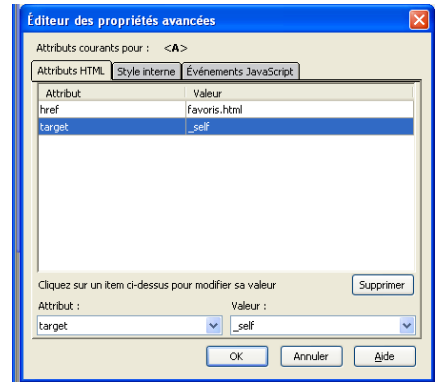 Éditeur des propriétés avancées
Attributs courants pour : <A>
Attributs HTML Style interne Événements JavaScript
Attribut Valeur
href favoris.html
target _self
Cliquez sur un item ci-dessus pour modifier sa valeur Supprimer
Attribut : Valeur :
target _self
OK Annuler Aide